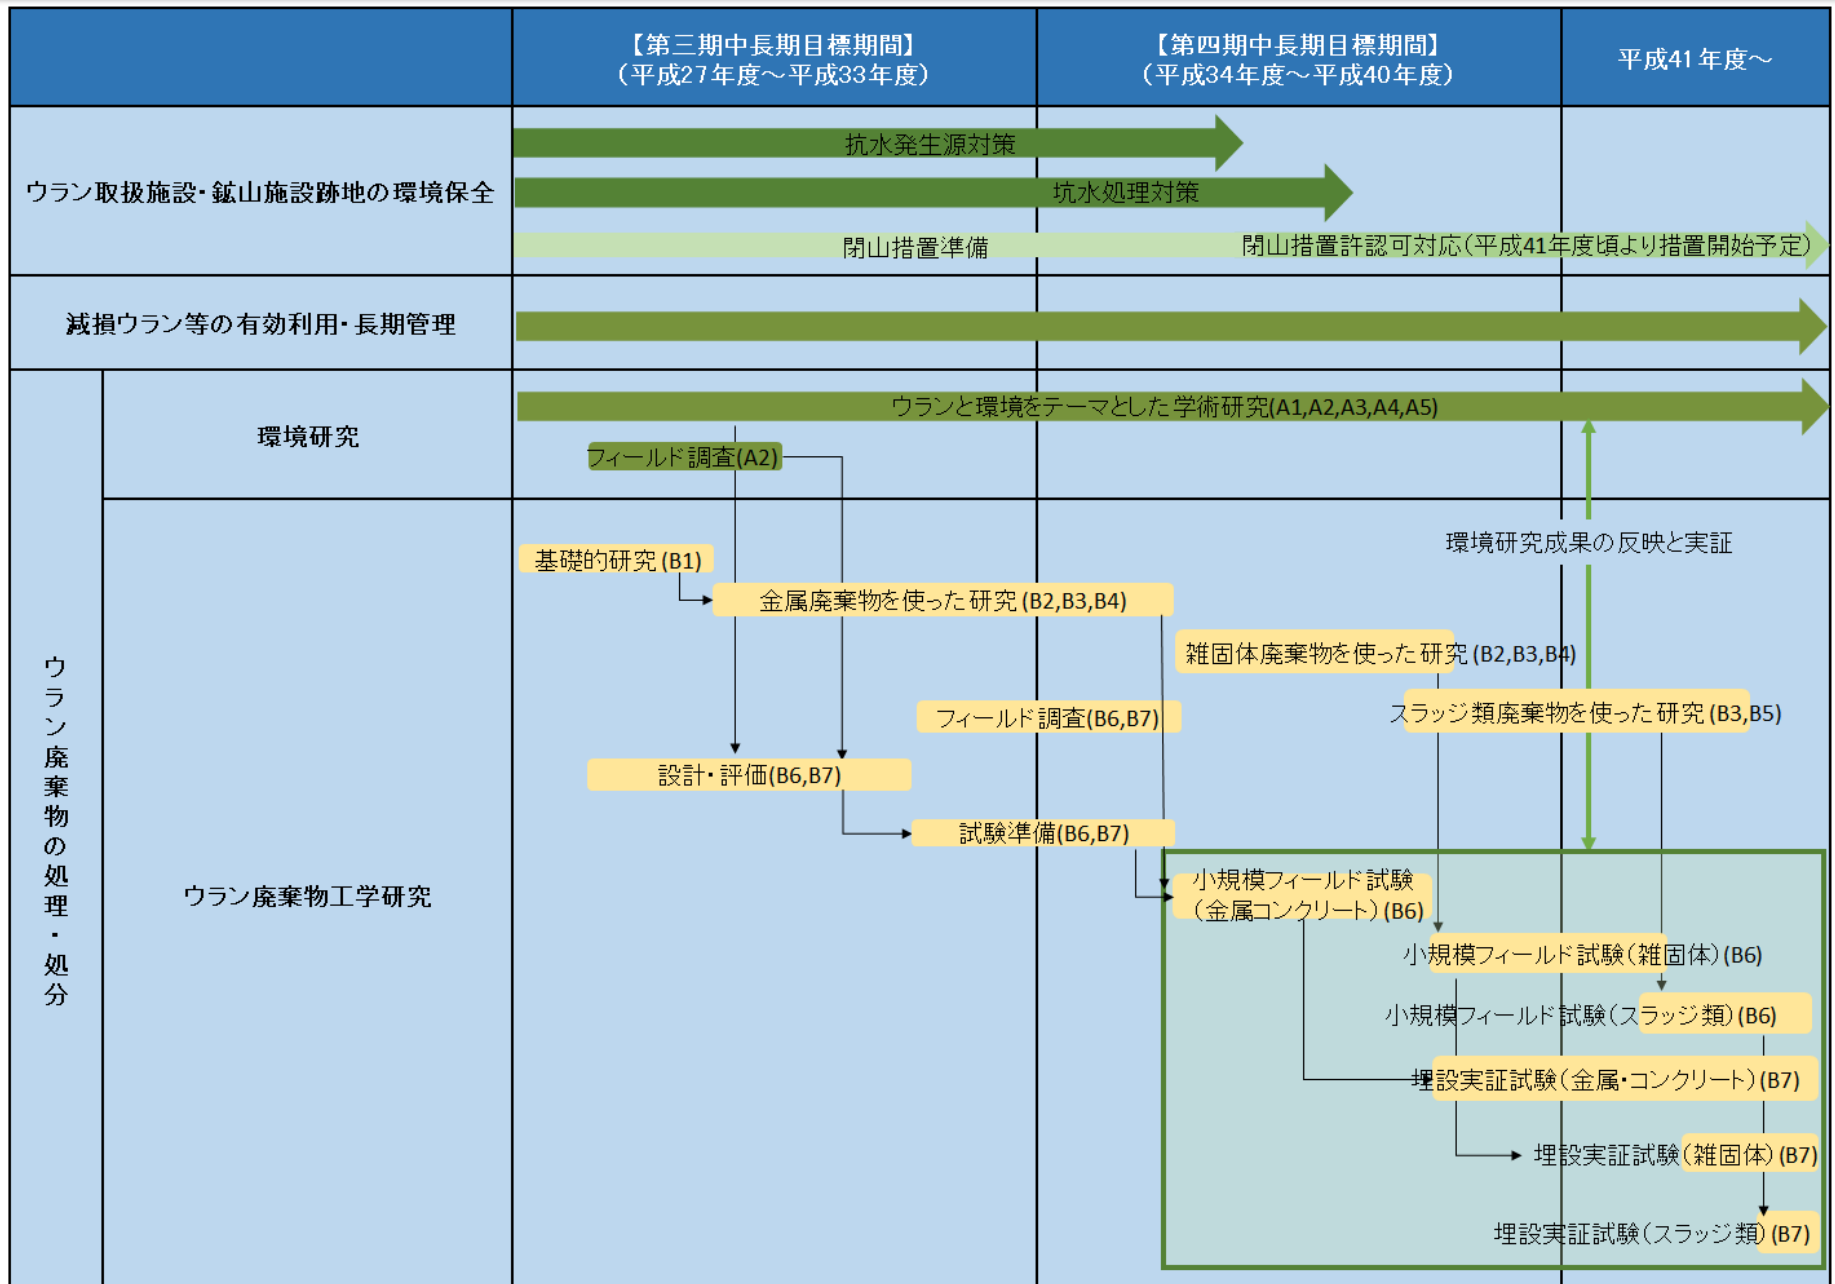 【第三期中長期目標期間】
（平成27年度～平成33年度）
【第四期中長期目標期間】
（平成34年度～平成40年度）
平成41年度～
ウラン取扱施設・鉱山施設跡地の環境保全
抗水発生源対策
坑水処理対策
閉山措置準備
閉山措置許認可対応（平成41年度頃より措置開始予定）
減損ウラン等の有効利用・長期管理
ウラン廃棄物の処理・処分
環境研究
ウランと環境をテーマとした学術研究(A1,A2,A3,A4,A5)
フィールド調査(A2)
ウラン廃棄物工学研究
環境研究成果の反映と実証
基礎的研究(B1)
金属廃棄物を使った研究(B2,B3,B4)
雑固体廃棄物を使った研究(B2,B3,B4)
スラッジ類廃棄物を使った研究(B3,B5)
フィールド調査(B6,B7)
設計・評価(B6,B7)
試験準備(B6,B7)
小規模フィールド試験
（金属コンクリート）(B6)
小規模フィールド試験（雑固体）(B6)
小規模フィールド試験（スラッジ類）(B6)
埋設実証試験（金属・コンクリート）(B7)
埋設実証試験（雑固体）(B7)
埋設実証試験（スラッジ類）(B7)